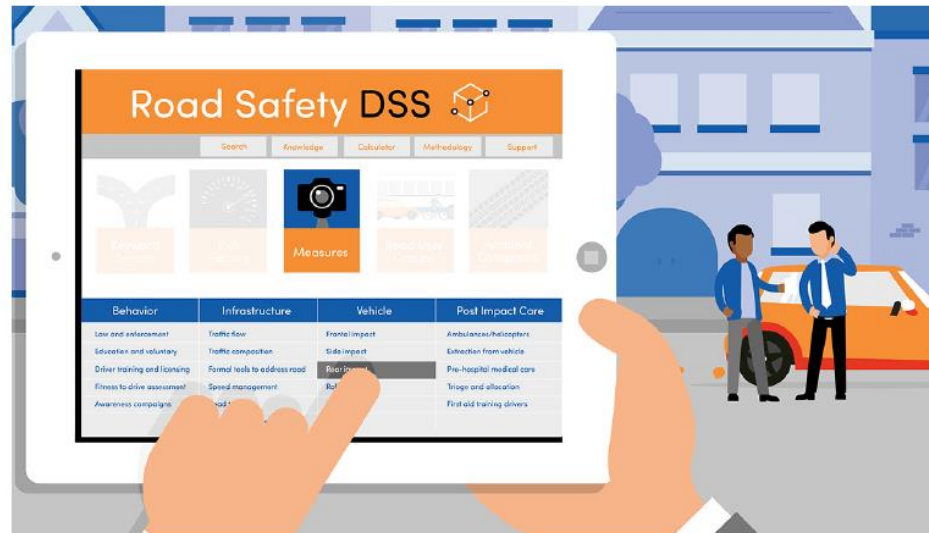 Road Safety DSS
Search Knowledge Calculator Methodology Support
Measures
Behavior Infrastructure Vehicle Post Impact Care
Law and enforcement Traffic flow Frontal impact Ambulances/helicopters
Education and voluntary Traffic composition Side impact Extraction from vehicle
Driver training and licensing Formal tools to address road Rear Pre-hospital medical care
Fitness to drive assessment Speed management Triage and allocation
Awareness campaigns First aid training drivers